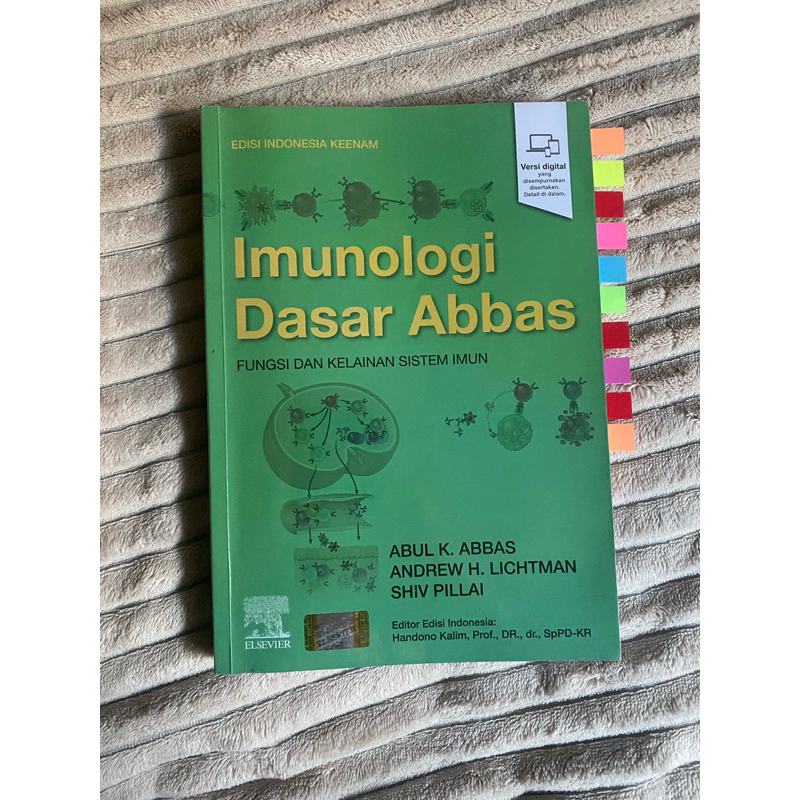 EDISI INDONESIA KEENAM
Versi digital
yang
disempurnakan
disertakan.
Detail di dalam.
Imunologi
Dasar Abbas
FUNGSI DAN KELAINAN SISTEM IMUN
ABUL K. ABBAS
ANDREW H. LICHTMAN
SHIV PILLAI
Editor Edisi Indonesia:
Handono Kalim, Prof., DR., dr., SpPD-KR
ELSEVIER